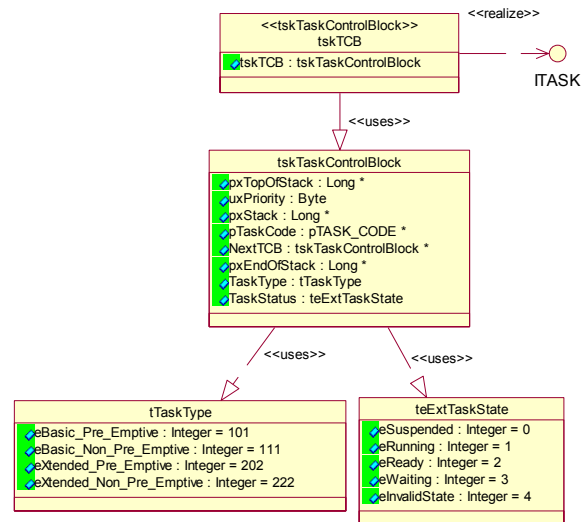 <<tskTaskControlBlock>>
tskTCB
tskTCB : tskTaskControlBlock
<<realize>>
ITASK
<<uses>>
tskTaskControlBlock
pxTopOfStack : Long *
uxPriority : Byte
pxStack : Long *
pTaskCode : pTASK_CODE *
NextTCB : tskTaskControlBlock *
pxEndOfStack : Long *
TaskType : tTaskType
TaskStatus : teExtTaskState
<<uses>>
<<uses>>
tTaskType
eBasic_Pre_Emptive : Integer = 101
eBasic_Non_Pre_Emptive : Integer = 111
eXtended_Pre_Emptive : Integer = 202
eXtended_Non_Pre_Emptive : Integer = 222
teExtTaskState
eSuspended : Integer = 0
eRunning : Integer = 1
eReady : Integer = 2
eWaiting : Integer = 3
eInvalidState : Integer = 4